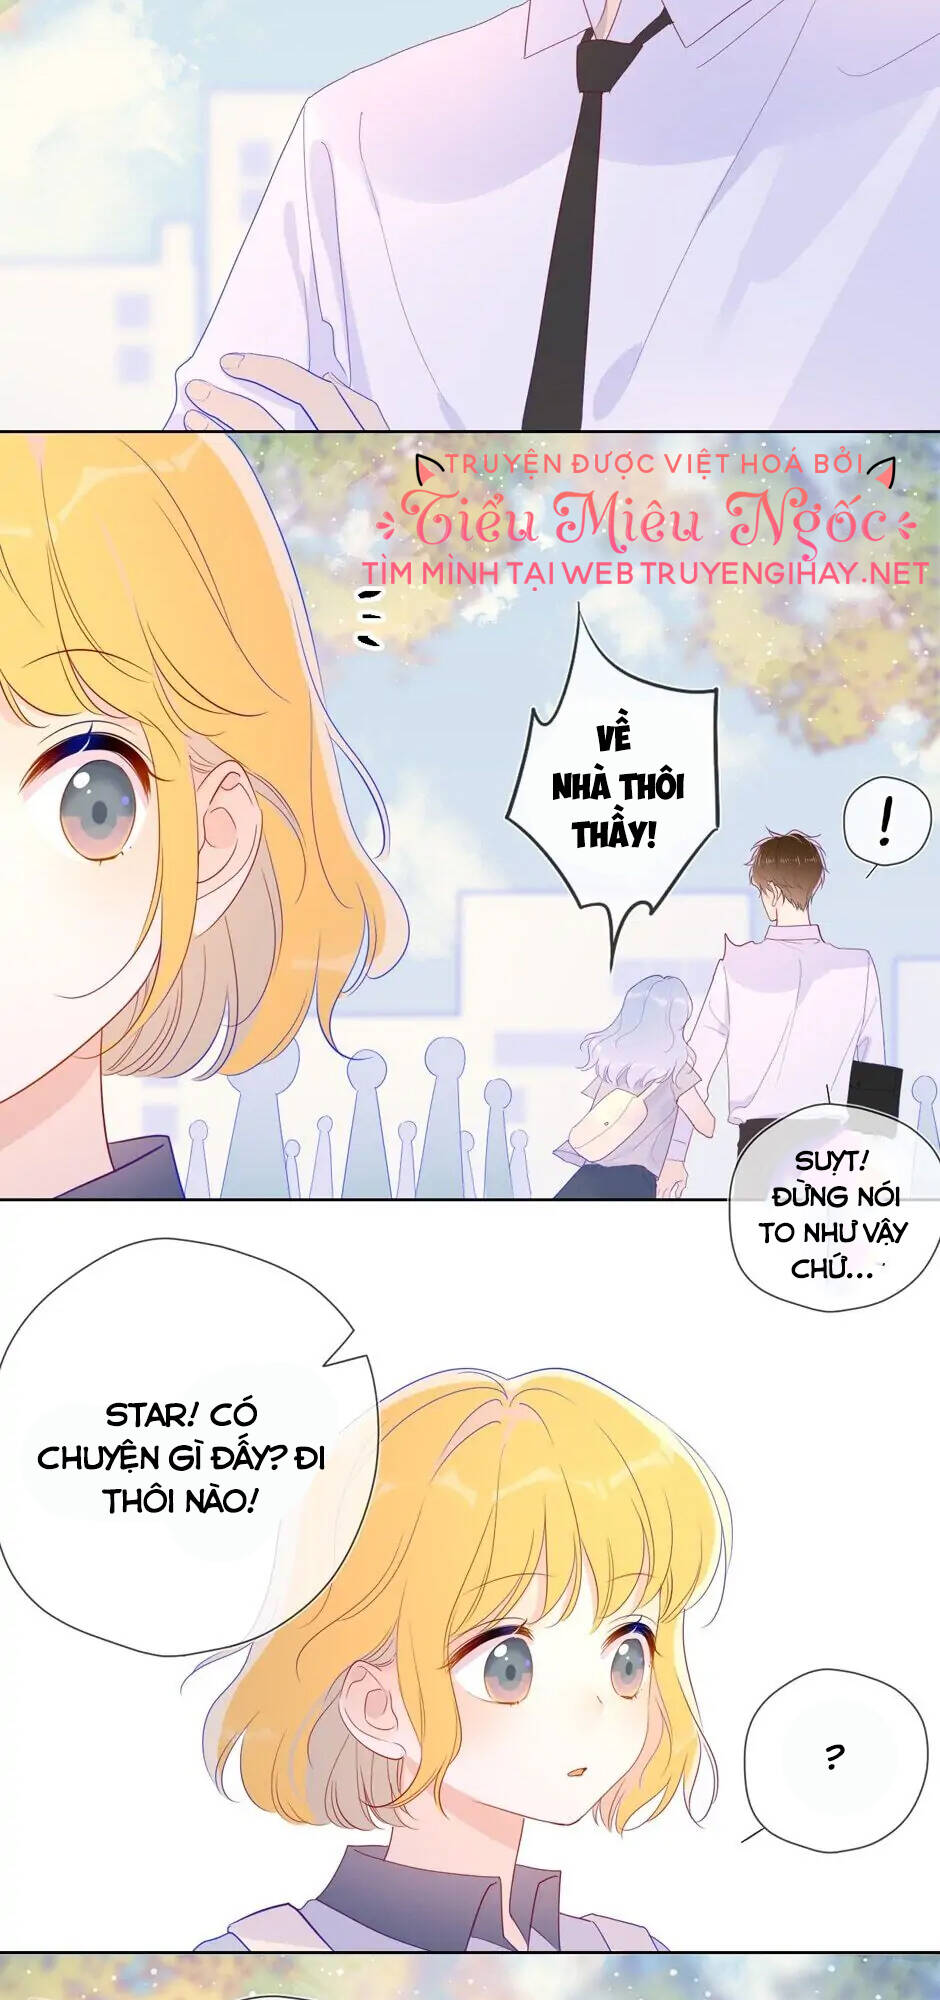 TRUYỆN ĐƯỢC VIỆT HOÁ BỞI
Tiểu Miêu Ngốc
TÌM MÌNH TẠI WEB TRUYENGIHAY.NET
VỀ
NHÀ THÔI
THẦY!
!
SUỴT!
ĐỪNG NÓI
TO NHƯ VẬY
CHỨ...
STAR! CÓ
CHUYỆN GÌ ĐẤY? ĐI
THÔI NÀO!
?